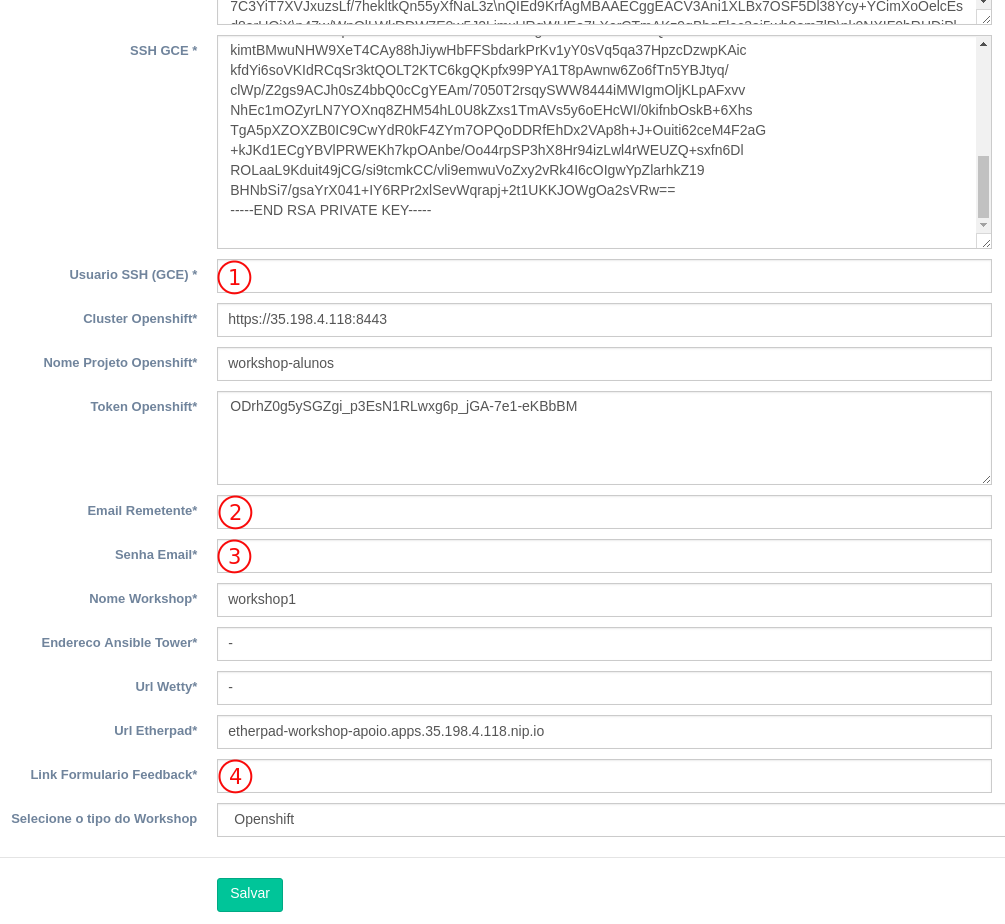 7C3YiT7XVJxuzsLf/7hekltkQn55yXfNaL3z\nQIEd9KrfAgMBAAECggEACV3Ani1XLBx7OSF5Dl38Ycy+YCimXoOelcEs
SSH GCE *
kimtBMwuNHW9XeT4CAy88hJiywHbFFSbdarkPrKv1yY0sVq5qa37HpzcDzwpKAic
kfdYi6soVKIdRCqSr3ktQOLT2KTC6kgQKpfx99PYA1T8pAwnw6Zo6fTn5YBJtyq/
clWp/Z2gs9ACJh0sZ4bbQ0cCgYEAm/7050T2rsqySWW8444iMWIgmOljKLpAFxvv
NhEc1mOZyrLN7YOXnq8ZHM54hL0U8kZxs1TmAVs5y6oEHcWI/0kifnbOskB+6Xhs
TgA5pXZOXZB0IC9CwYdR0kF4ZYm7OPQoDDRfEhDx2VAp8h+J+Ouiti62ceM4F2aG
+kJKd1ECgYBVlPRWEKh7kpOAnbe/Oo44rpSP3hX8Hr94izLwl4rWEUZQ+sxfn6Dl
ROLaaL9Kduit49jCG/si9tcmkCC/vli9emwuVoZxy2vRk4I6cOIgwYpZlarhkZ19
BHNbSi7/gsaYrX041+IY6RPr2xlSevWqrapj+2t1UKKJOWgOa2sVRw==
-----END RSA PRIVATE KEY-----
Usuario SSH (GCE) *
1
Cluster Openshift*
https://35.198.4.118:8443
Nome Projeto Openshift*
workshop-alunos
Token Openshift*
ODrhZ0g5ySGZgi_p3EsN1RLwxg6p_jGA-7e1-eKBbBM
Email Remetente*
2
Senha Email*
3
Nome Workshop*
workshop1
Endereco Ansible Tower*
-
Url Wetty*
-
Url Etherpad*
etherpad-workshop-apoio.apps.35.198.4.118.nip.io
Link Formulario Feedback*
4
Selecione o tipo do Workshop
Openshift
Salvar